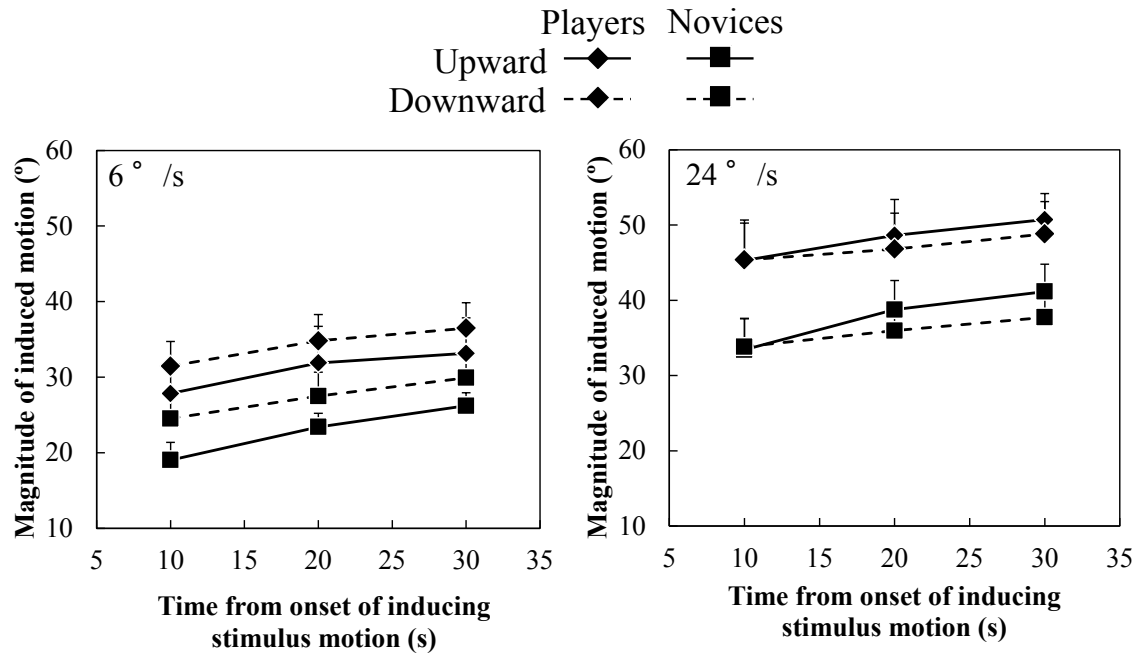 Players Novices
Upward
Downward
6 ° /s
Magnitude of induced motion (º)
60
50
40
30
20
10
5 10 15 20 25 30 35
Time from onset of inducing
stimulus motion (s)
24 ° /s
Magnitude of induced motion (º)
60
50
40
30
20
10
5 10 15 20 25 30 35
Time from onset of inducing
stimulus motion (s)